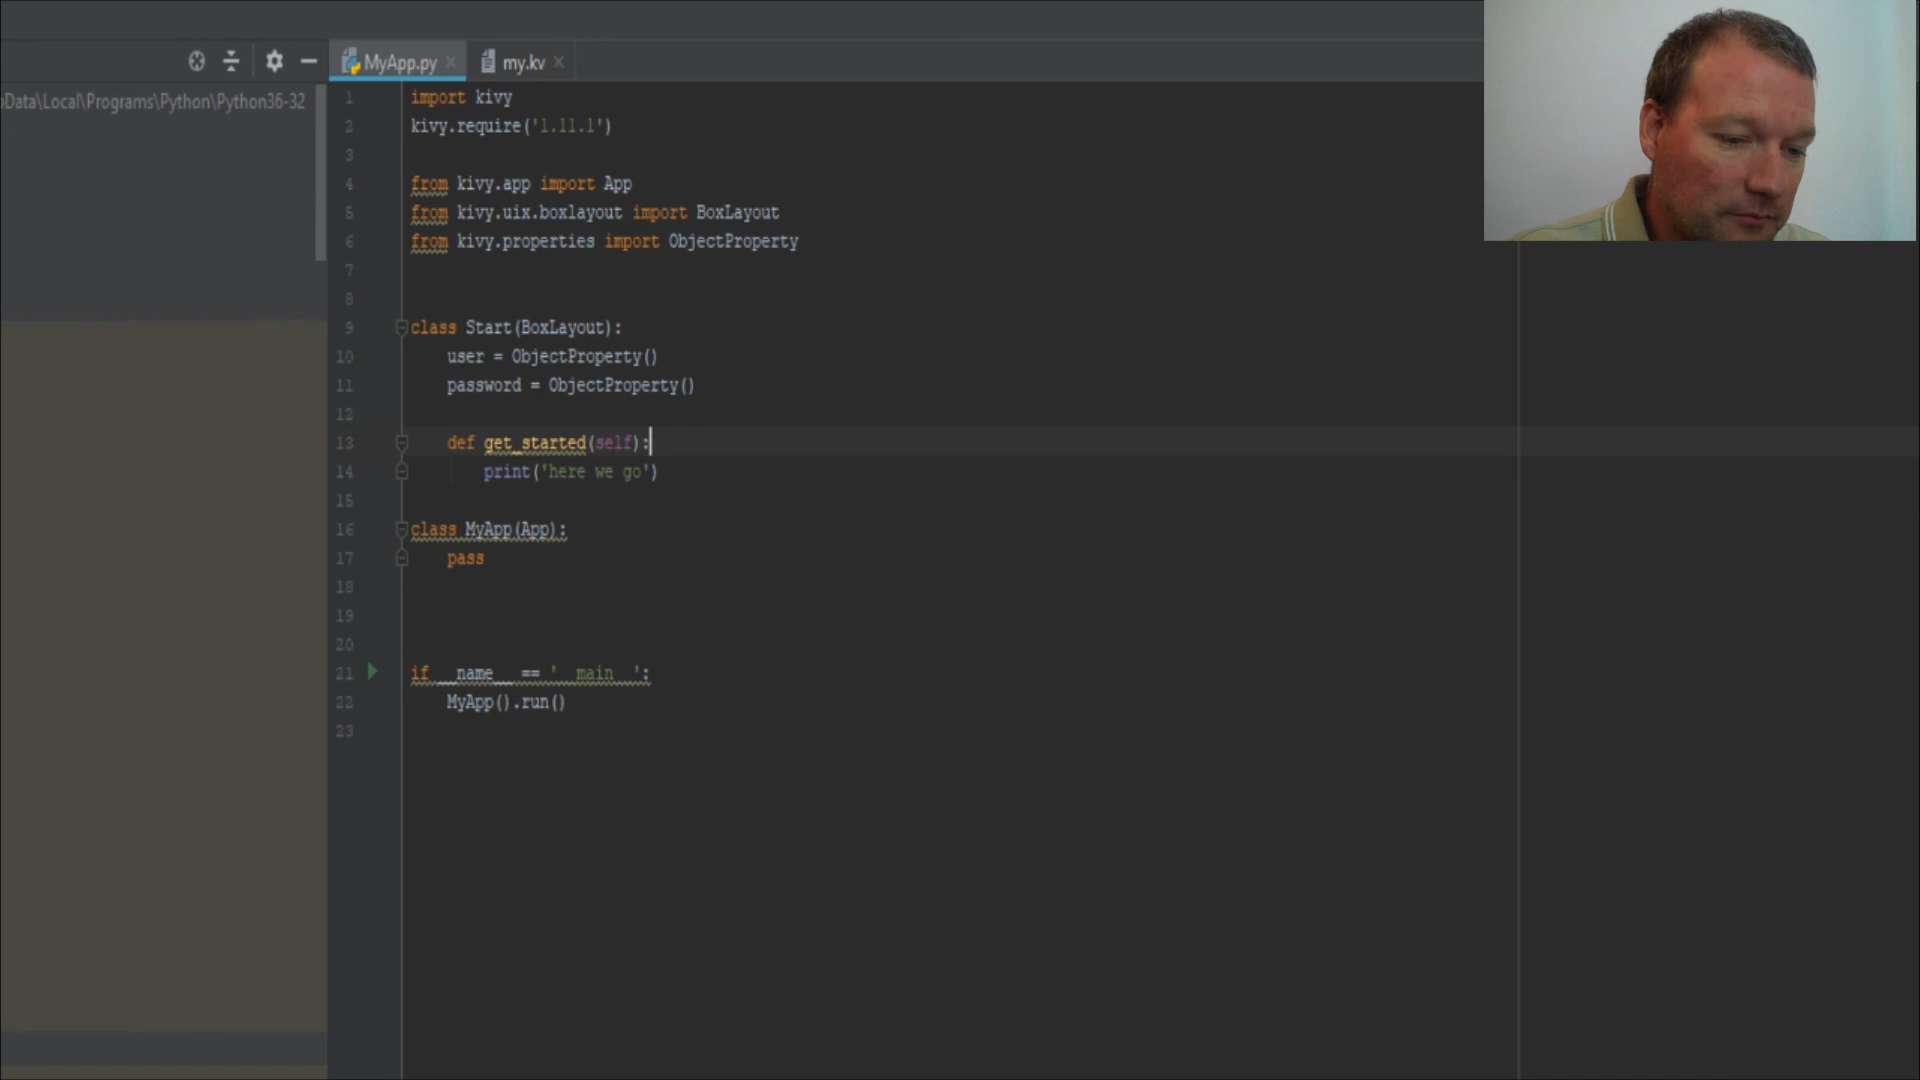 MyApp.py my.kv
oData\Local\Programs\Python\Python36-32
1 import kivy
2 kivy.require('1.11.1')
3
4 from kivy.app import App
5 from kivy.uix.boxlayout import BoxLayout
6 from kivy.properties import ObjectProperty
7
8
9 class Start(BoxLayout):
10 user = ObjectProperty()
11 password = ObjectProperty()
12
13 def get_started(self):
14 print('here we go')
15
16 class MyApp(App):
17 pass
18
19
20
21 if __name__ == '__main__':
22 MyApp().run()
23